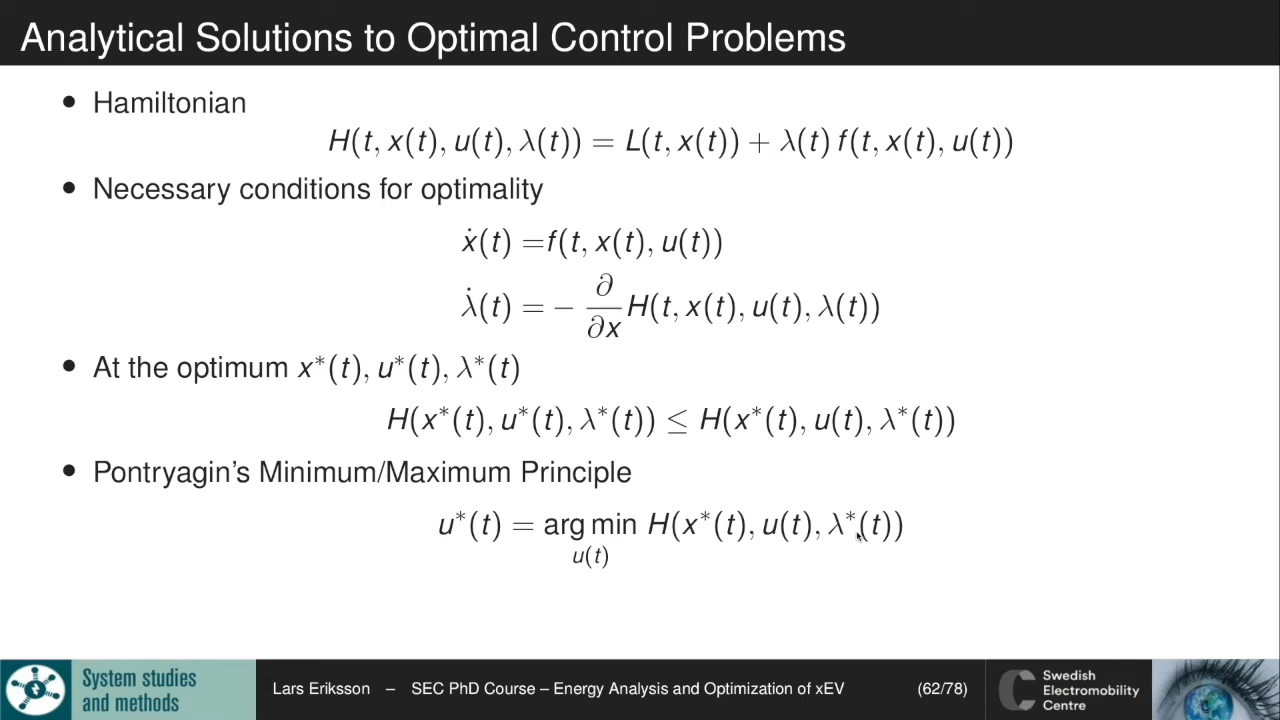 Analytical Solutions to Optimal Control Problems
• Hamiltonian
H(t, x(t), u(t), λ(t)) = L(t, x(t)) + λ(t) f(t, x(t), u(t))
• Necessary conditions for optimality
ẋ(t) =f(t, x(t), u(t))
λ̇(t) = − ∂/∂x H(t, x(t), u(t), λ(t))
• At the optimum x*(t), u*(t), λ*(t)
H(x*(t), u*(t), λ*(t)) ≤ H(x*(t), u(t), λ*(t))
• Pontryagin's Minimum/Maximum Principle
u*(t) = arg min H(x*(t), u(t), λ*(t))
u(t)
System studies
and methods
Lars Eriksson – SEC PhD Course – Energy Analysis and Optimization of xEV
(62/78)
Swedish
Electromobility
Centre